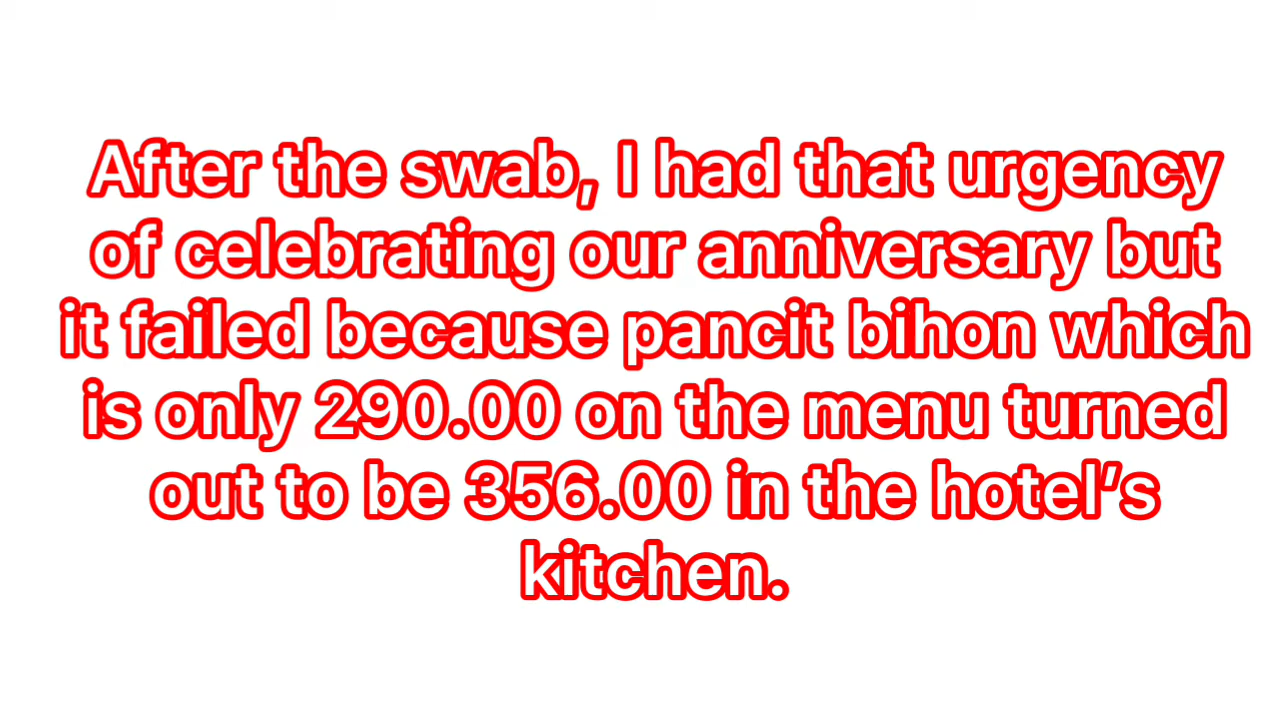 After the swab, I had that urgency
of celebrating our anniversary but
it failed because pancit bihon which
is only 290.00 on the menu turned
out to be 356.00 in the hotel’s
kitchen.